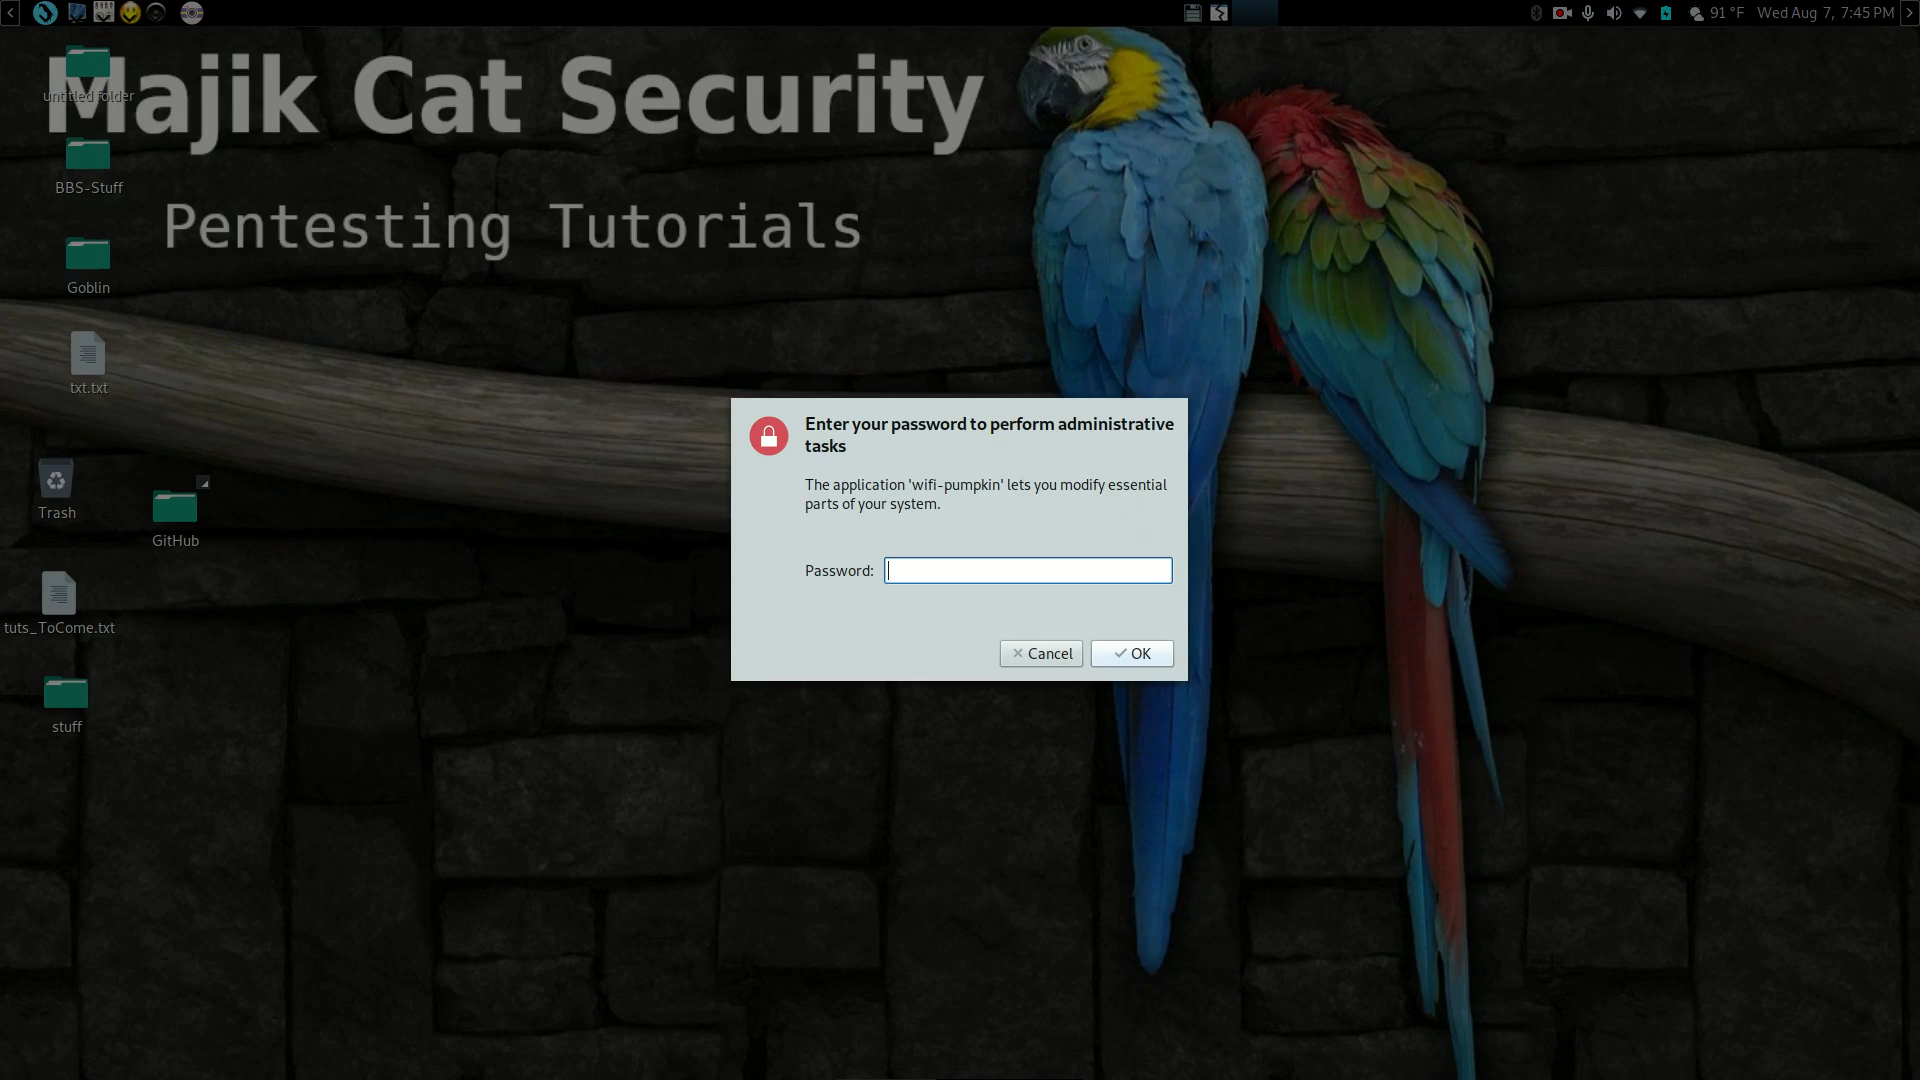 91 °F Wed Aug 7, 7:45 PM
Majik Cat Security
Pentesting Tutorials
untitled folder
BBS-Stuff
Goblin
txt.txt
Trash
GitHub
tuts_ToCome.txt
stuff
Enter your password to perform administrative
tasks
The application 'wifi-pumpkin' lets you modify essential
parts of your system.
Password:
Cancel
OK